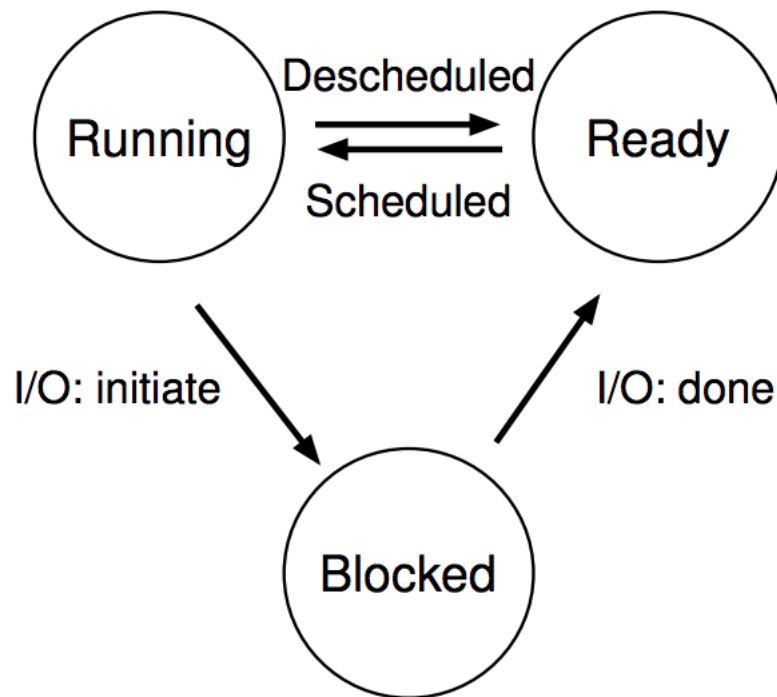 Descheduled
Running
Ready
Scheduled
I/O: initiate
I/O: done
Blocked